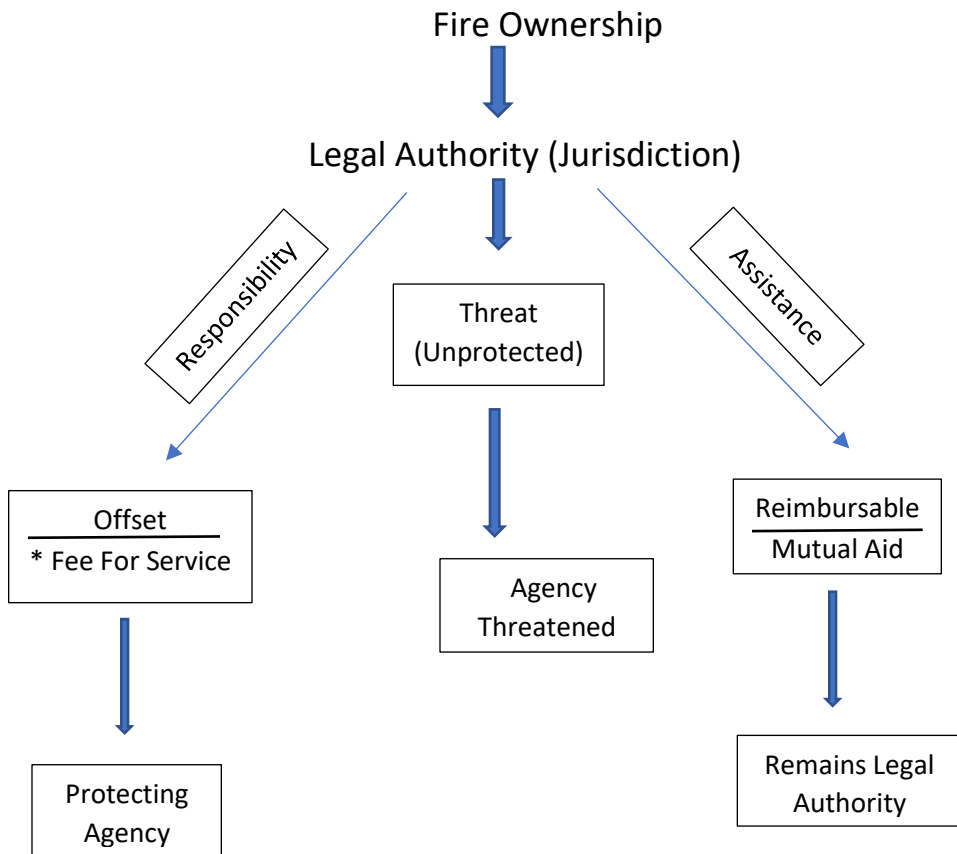 Fire Ownership
Legal Authority (Jurisdiction)
Responsibility
Threat
(Unprotected)
Assistance
Offset
* Fee For Service
Agency
Threatened
Reimbursable
Mutual Aid
Protecting
Agency
Remains Legal
Authority